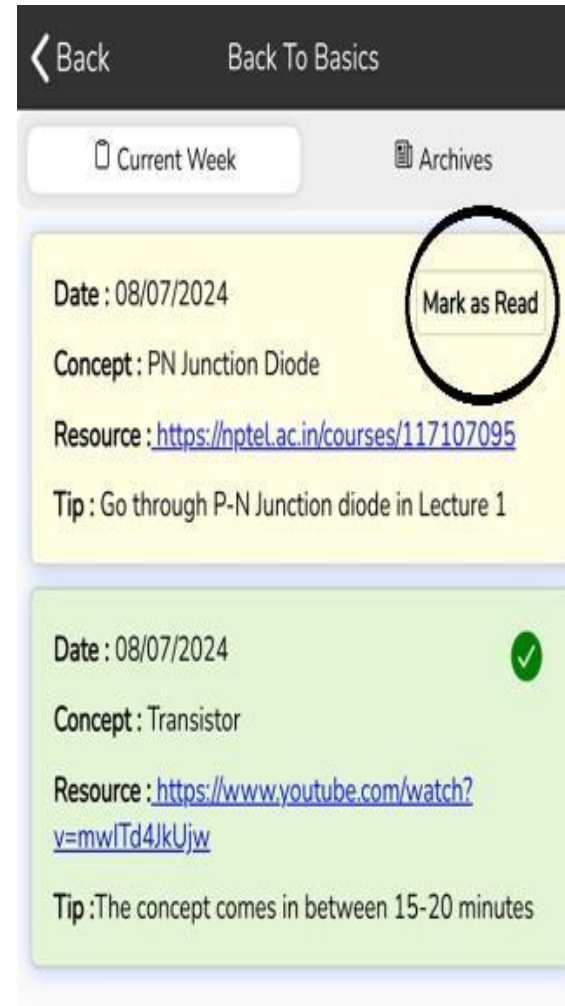 Back
Back To Basics
Current Week
Archives
Date : 08/07/2024
Mark as Read
Concept : PN Junction Diode
Resource : https://nptel.ac.in/courses/117107095
Tip : Go through P-N Junction diode in Lecture 1
Date : 08/07/2024
Concept : Transistor
Resource : https://www.youtube.com/watch?
v=mwlTd4JkUjw
Tip :The concept comes in between 15-20 minutes